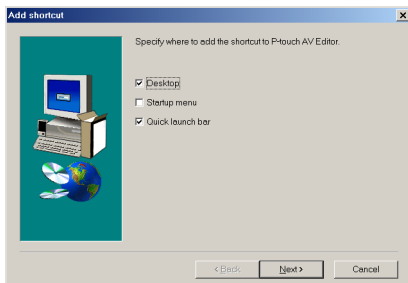 Add shortcut
Specify where to add the shortcut to P-touch AV Editor.
Desktop
Startup menu
Quick launch bar
< Back
Next >
Cancel